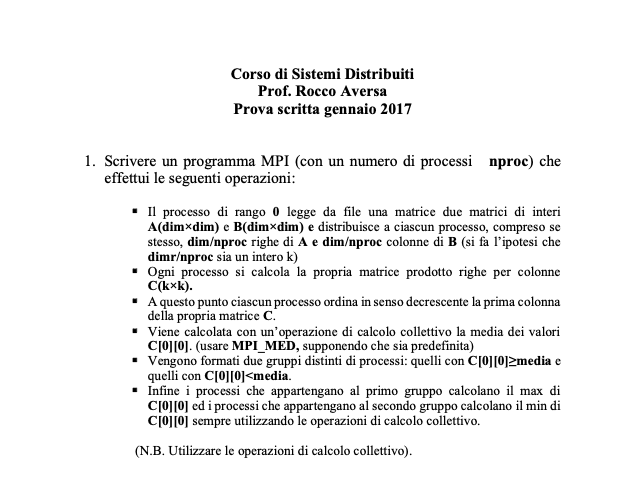 Corso di Sistemi Distribuiti
Prof. Rocco Aversa
Prova scritta gennaio 2017
1. Scrivere un programma MPI (con un numero di processi nproc) che
effettui le seguenti operazioni:
▪ Il processo di rango 0 legge da file una matrice due matrici di interi
A(dim×dim) e B(dim×dim) e distribuisce a ciascun processo, compreso se
stesso, dim/nproc righe di A e dim/nproc colonne di B (si fa l'ipotesi che
dimr/nproc sia un intero k)
▪ Ogni processo si calcola la propria matrice prodotto righe per colonne
C(k×k).
▪ A questo punto ciascun processo ordina in senso decrescente la prima colonna
della propria matrice C.
▪ Viene calcolata con un'operazione di calcolo collettivo la media dei valori
C[0][0]. (usare MPI_MED, supponendo che sia predefinita)
▪ Vengono formati due gruppi distinti di processi: quelli con C[0][0]≥media e
quelli con C[0][0]<media.
▪ Infine i processi che appartengano al primo gruppo calcolano il max di
C[0][0] ed i processi che appartengano al secondo gruppo calcolano il min di
C[0][0] sempre utilizzando le operazioni di calcolo collettivo.
(N.B. Utilizzare le operazioni di calcolo collettivo).